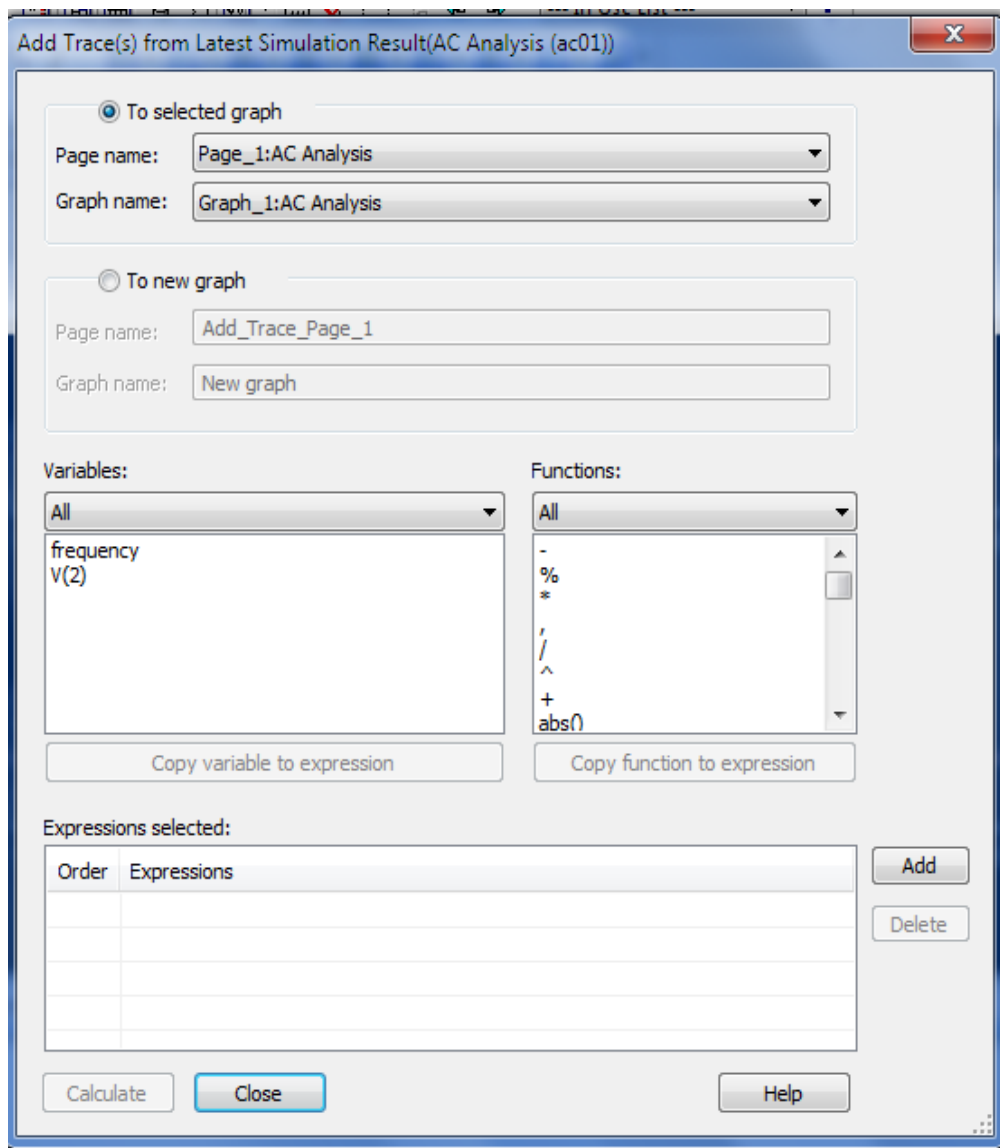 Add Trace(s) from Latest Simulation Result(AC Analysis (ac01))
To selected graph
Page name: Page_1:AC Analysis
Graph name: Graph_1:AC Analysis
To new graph
Page name: Add_Trace_Page_1
Graph name: New graph
Variables: Functions:
All All
frequency -
V(2) %
*
,
/
^
+
abs()
Copy variable to expression Copy function to expression
Expressions selected:
Order Expressions Add
Delete
Calculate Close Help